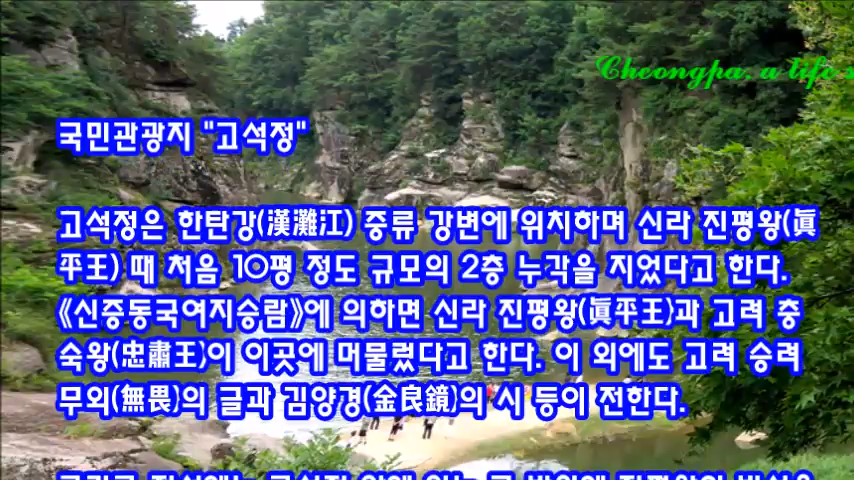 Cheongpa. a life
국민관광지 "고석정"
고석정은 한탄강(漢灘江) 중류 강변에 위치하며 신라 진평왕(眞
平王) 때 처음 10평 정도 규모의 2층 누각을 지었다고 한다.
《신증동국여지승람》에 의하면 신라 진평왕(眞平王)과 고려 충
숙왕(忠肅王)이 이곳에 머물렀다고 한다. 이 외에도 고려 승려
무외(無畏)의 글과 김양경(金良鏡)의 시 등이 전한다.